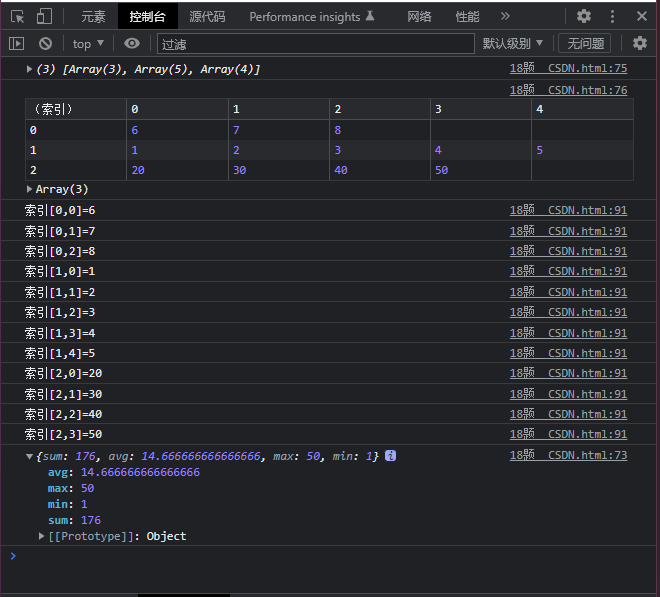 元素 控制台 源代码 Performance insights 网络 性能 »
top ▼ 过滤 默认级别 ▼ 无问题
▶ (3) [Array(3), Array(5), Array(4)] 18题 CSDN.html:75
18题 CSDN.html:76
（索引） 0 1 2 3 4
0 6 7 8
1 1 2 3 4 5
2 20 30 40 50
▶ Array(3)
索引[0,0]=6 18题 CSDN.html:91
索引[0,1]=7 18题 CSDN.html:91
索引[0,2]=8 18题 CSDN.html:91
索引[1,0]=1 18题 CSDN.html:91
索引[1,1]=2 18题 CSDN.html:91
索引[1,2]=3 18题 CSDN.html:91
索引[1,3]=4 18题 CSDN.html:91
索引[1,4]=5 18题 CSDN.html:91
索引[2,0]=20 18题 CSDN.html:91
索引[2,1]=30 18题 CSDN.html:91
索引[2,2]=40 18题 CSDN.html:91
索引[2,3]=50 18题 CSDN.html:91
▼ {sum: 176, avg: 14.666666666666666, max: 50, min: 1} i 18题 CSDN.html:73
avg: 14.666666666666666
max: 50
min: 1
sum: 176
▶ [[Prototype]]: Object